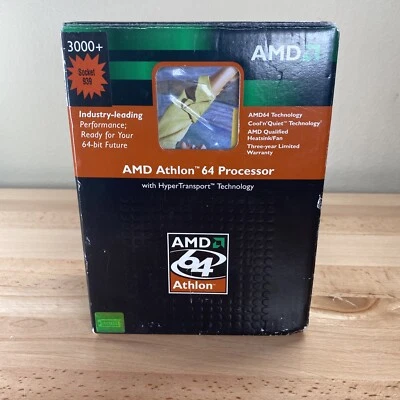 3000+
AMD
Socket
939
Industry-leading
Performance;
Ready for Your
64-bit Future
AMD64 Technology
Cool'n'Quiet™ Technology
AMD Qualified
Heatsink/Fan
Three-year Limited
Warranty
AMD Athlon™ 64 Processor
with HyperTransport™ Technology
AMD
64
Athlon™